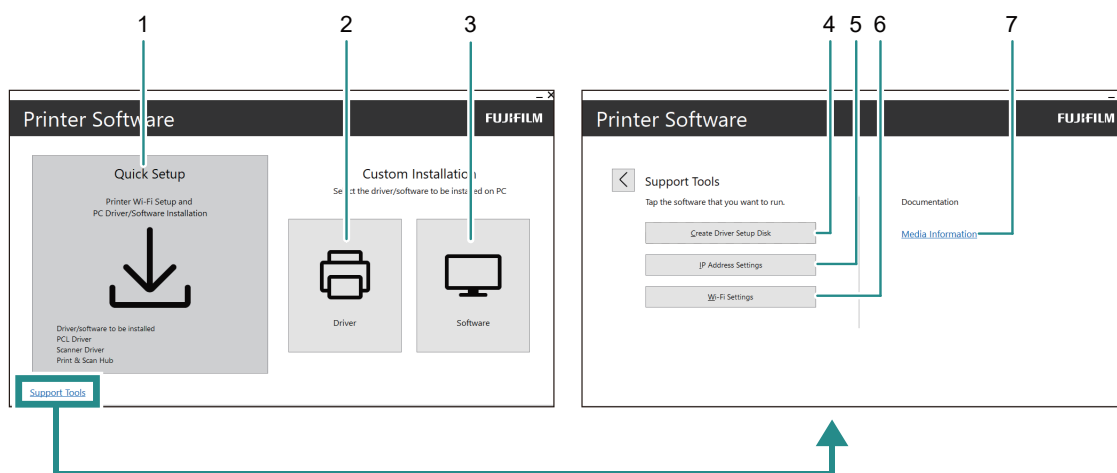 1
2
3
4
5
6
7
Printer Software
FUJIFILM
Quick Setup
Printer Wi-Fi Setup and
PC Driver/Software Installation
Driver/software to be installed
PCL Driver
Scanner Driver
Print & Scan Hub
Custom Installation
Select the driver/software to be installed on PC
Driver
Software
Support Tools
Printer Software
FUJIFILM
Support Tools
Tap the software that you want to run.
Create Driver Setup Disk
IP Address Settings
Wi-Fi Settings
Documentation
Media Information